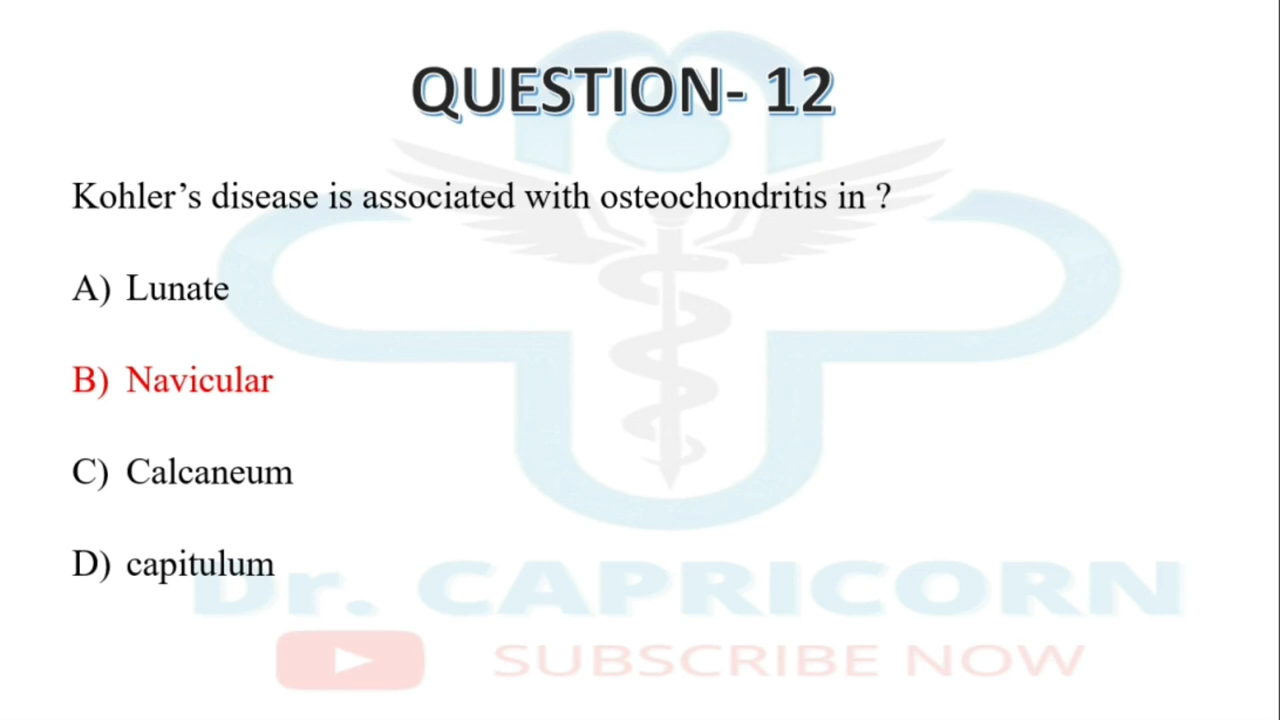 QUESTION- 12
Kohler’s disease is associated with osteochondritis in ?
A) Lunate
B) Navicular
C) Calcaneum
D) capitulum
Dr. CAPRICORN
SUBSCRIBE NOW